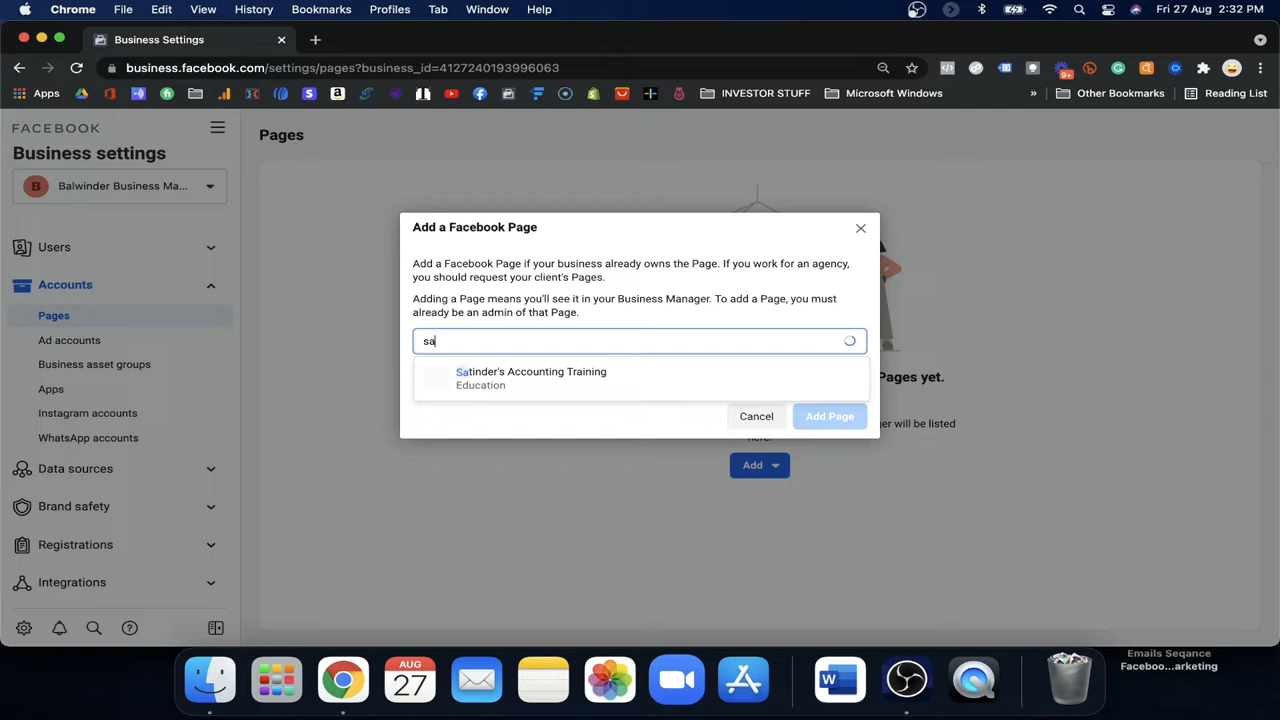 Chrome File Edit View History Bookmarks Profiles Tab Window Help Fri 27 Aug 2:32 PM
Business Settings
business.facebook.com/settings/pages?business_id=4127240193996063
Apps INVESTOR STUFF Microsoft Windows » Other Bookmarks Reading List
9+
FACEBOOK
Business settings
B Balwinder Business Ma...
Users
Accounts
Pages
Ad accounts
Business asset groups
Apps
Instagram accounts
WhatsApp accounts
Data sources
Brand safety
Registrations
Integrations
Pages
Add a Facebook Page
Add a Facebook Page if your business already owns the Page. If you work for an agency,
you should request your client's Pages.
Adding a Page means you'll see it in your Business Manager. To add a Page, you must
already be an admin of that Page.
sa
Satinder's Accounting Training
Education
Cancel Add Page
Pages yet.
ger will be listed
here.
Add
Emails Seqance
Faceboo...arketing
AUG
27
W